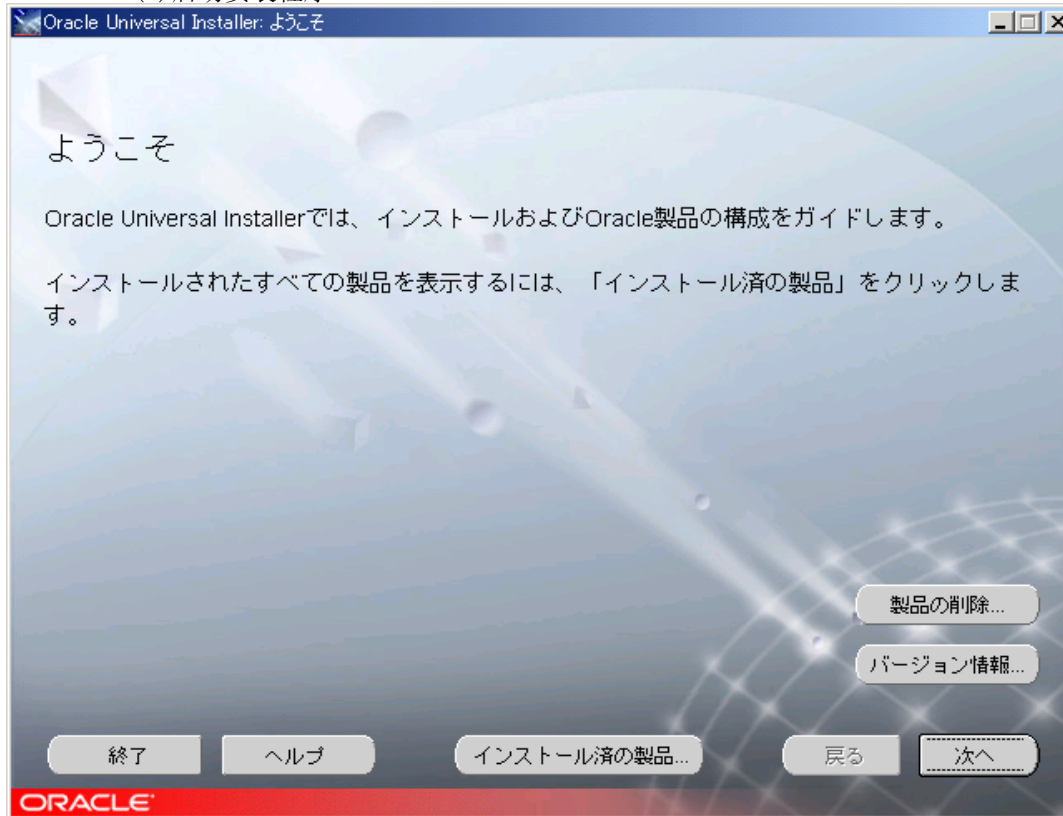 Oracle Universal Installer: ようこそ
ようこそ
Oracle Universal Installerでは、インストールおよびOracle製品の構成をガイドします。
インストールされたすべての製品を表示するには、「インストール済の製品」をクリックしま
す。
製品の削除...
バージョン情報...
終了
ヘルプ
インストール済の製品...
戻る
次へ
ORACLE